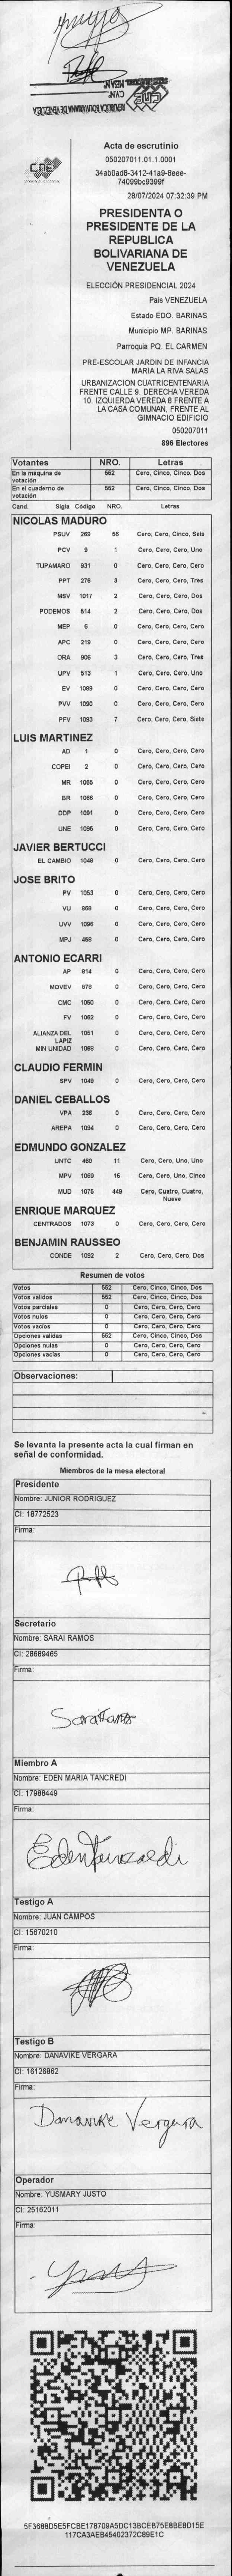 REPUBLICA BOLIVARIANA DE VENEZUELA
CNE
Acta de escrutinio
050207011.01.1.0001
34ab0ad8-3412-41a9-8eee-
74099bc9399f
28/07/2024 07:32:39 PM
PRESIDENTA O
PRESIDENTE DE LA
REPUBLICA
BOLIVARIANA DE
VENEZUELA
ELECCIÓN PRESIDENCIAL 2024
Pais VENEZUELA
Estado EDO. BARINAS
Municipio MP. BARINAS
Parroquia PQ. EL CARMEN
PRE-ESCOLAR JARDIN DE INFANCIA
MARIA LA RIVA SALAS
URBANIZACION CUATRICENTENARIA
FRENTE CALLE 9. DERECHA VEREDA
10. IZQUIERDA VEREDA 8 FRENTE A
LA CASA COMUNAN, FRENTE AL
GIMNACIO EDIFICIO
050207011
896 Electores
Votantes NRO. Letras
En la máquina de votación 552 Cero, Cinco, Cinco, Dos
En el cuaderno de votación 552 Cero, Cinco, Cinco, Dos
Cand. Sigla Código NRO. Letras
NICOLAS MADURO
PSUV 269 56 Cero, Cero, Cinco, Seis
PCV 9 1 Cero, Cero, Cero, Uno
TUPAMARO 931 0 Cero, Cero, Cero, Cero
PPT 276 3 Cero, Cero, Cero, Tres
MSV 1017 2 Cero, Cero, Cero, Dos
PODEMOS 514 2 Cero, Cero, Cero, Dos
MEP 6 0 Cero, Cero, Cero, Cero
APC 219 0 Cero, Cero, Cero, Cero
ORA 906 3 Cero, Cero, Cero, Tres
UPV 513 1 Cero, Cero, Cero, Uno
EV 1089 0 Cero, Cero, Cero, Cero
PVV 1090 0 Cero, Cero, Cero, Cero
PFV 1093 7 Cero, Cero, Cero, Siete
LUIS MARTINEZ
AD 1 0 Cero, Cero, Cero, Cero
COPEI 2 0 Cero, Cero, Cero, Cero
MR 1065 0 Cero, Cero, Cero, Cero
BR 1066 0 Cero, Cero, Cero, Cero
DDP 1091 0 Cero, Cero, Cero, Cero
UNE 1095 0 Cero, Cero, Cero, Cero
JAVIER BERTUCCI
EL CAMBIO 1048 0 Cero, Cero, Cero, Cero
JOSE BRITO
PV 1053 0 Cero, Cero, Cero, Cero
VU 868 0 Cero, Cero, Cero, Cero
UVV 1096 0 Cero, Cero, Cero, Cero
MPJ 459 0 Cero, Cero, Cero, Cero
ANTONIO ECARRI
AP 814 0 Cero, Cero, Cero, Cero
MOVEV 878 0 Cero, Cero, Cero, Cero
CMC 1050 0 Cero, Cero, Cero, Cero
FV 1062 0 Cero, Cero, Cero, Cero
ALIANZA DEL LAPIZ 1051 0 Cero, Cero, Cero, Cero
MIN UNIDAD 1068 0 Cero, Cero, Cero, Cero
CLAUDIO FERMIN
SPV 1049 0 Cero, Cero, Cero, Cero
DANIEL CEBALLOS
VPA 236 0 Cero, Cero, Cero, Cero
AREPA 1094 0 Cero, Cero, Cero, Cero
EDMUNDO GONZALEZ
UNTC 460 11 Cero, Cero, Uno, Uno
MPV 1069 15 Cero, Cero, Uno, Cinco
MUD 1075 449 Cero, Cuatro, Cuatro, Nueve
ENRIQUE MARQUEZ
CENTRADOS 1073 0 Cero, Cero, Cero, Cero
BENJAMIN RAUSSEO
CONDE 1092 2 Cero, Cero, Cero, Dos
Resumen de votos
Votos 552 Cero, Cinco, Cinco, Dos
Votos validos 552 Cero, Cinco, Cinco, Dos
Votos parciales 0 Cero, Cero, Cero, Cero
Votos nulos 0 Cero, Cero, Cero, Cero
Votos vacios 0 Cero, Cero, Cero, Cero
Opciones validas 552 Cero, Cinco, Cinco, Dos
Opciones nulas 0 Cero, Cero, Cero, Cero
Opciones vacias 0 Cero, Cero, Cero, Cero
Observaciones:
Se levanta la presente acta la cual firman en
señal de conformidad.
Miembros de la mesa electoral
Presidente
Nombre: JUNIOR RODRIGUEZ
CI: 18772523
Firma:
Secretario
Nombre: SARAI RAMOS
CI: 28689465
Firma:
Sarai Ramos
Miembro A
Nombre: EDEN MARIA TANCREDI
CI: 17988449
Firma:
Testigo A
Nombre: JUAN CAMPOS
CI: 15670210
Firma:
Testigo B
Nombre: DANAVIKE VERGARA
CI: 16126862
Firma:
Danavike Vergara
Operador
Nombre: YUSMARY JUSTO
CI: 25162011
Firma:
5F3688D5E5FCBE178709A5DC13BCEB75E8BE8D15E
117CA3AEB45402372C89E1C